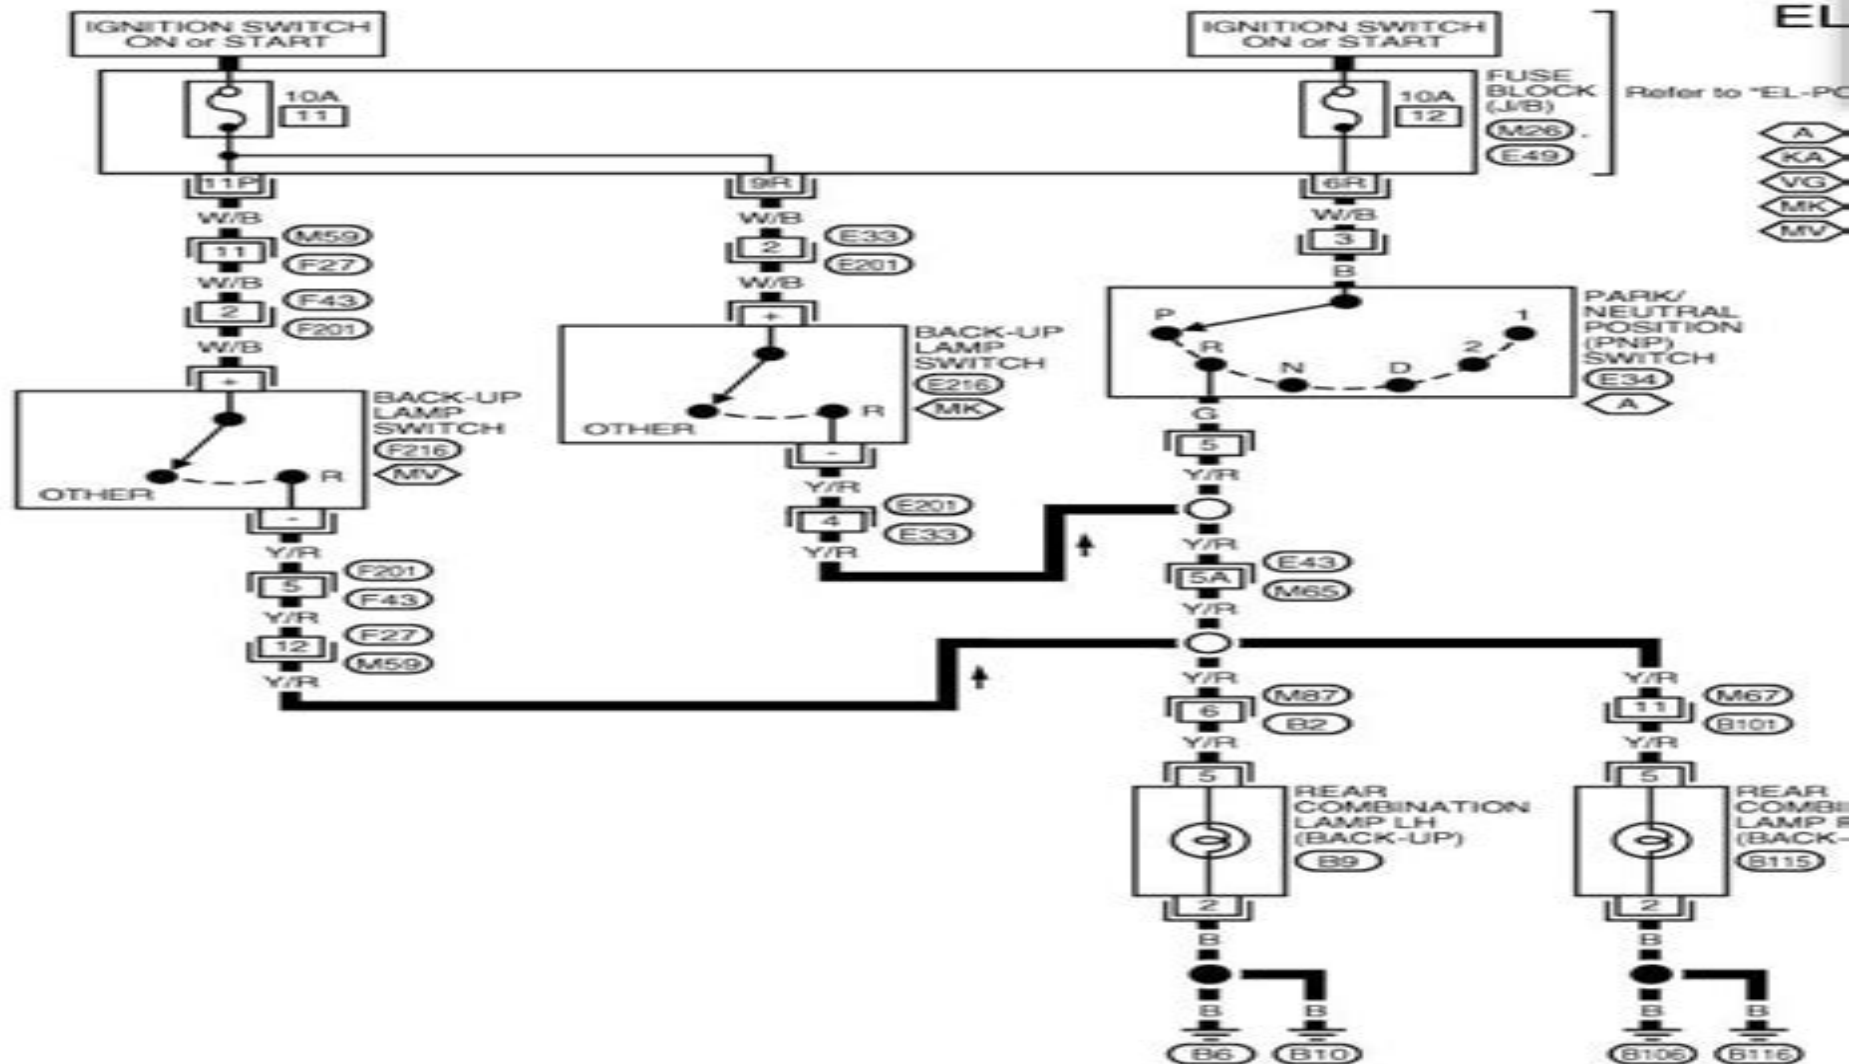 IGNITION SWITCH
ON or START
IGNITION SWITCH
ON or START
EL
10A
11
10A
12
FUSE
BLOCK
(J/B)
M26
E49
Refer to "EL-PO
A
KA
VG
MK
MV
11P
9R
6R
W/B
W/B
W/B
11
M59
F27
2
E33
E201
3
W/B
W/B
B
2
F43
F201
W/B
+
+
BACK-UP
LAMP
SWITCH
E216
MK
OTHER
R
-
P
R
N
D
2
1
PARK/
NEUTRAL
POSITION
(PNP)
SWITCH
E34
A
BACK-UP
LAMP
SWITCH
F216
MV
OTHER
R
-
G
5
Y/R
Y/R
4
E201
E33
Y/R
Y/R
5A
E43
M65
Y/R
Y/R
5
F201
F43
Y/R
12
F27
M59
Y/R
Y/R
6
M87
B2
Y/R
5
Y/R
11
M67
B101
Y/R
5
REAR
COMBINATION
LAMP LH
(BACK-UP)
B9
REAR
COMBI
LAMP
(BACK-
B115
2
2
B
B
B
B
B
B
B6
B10
B106
B116